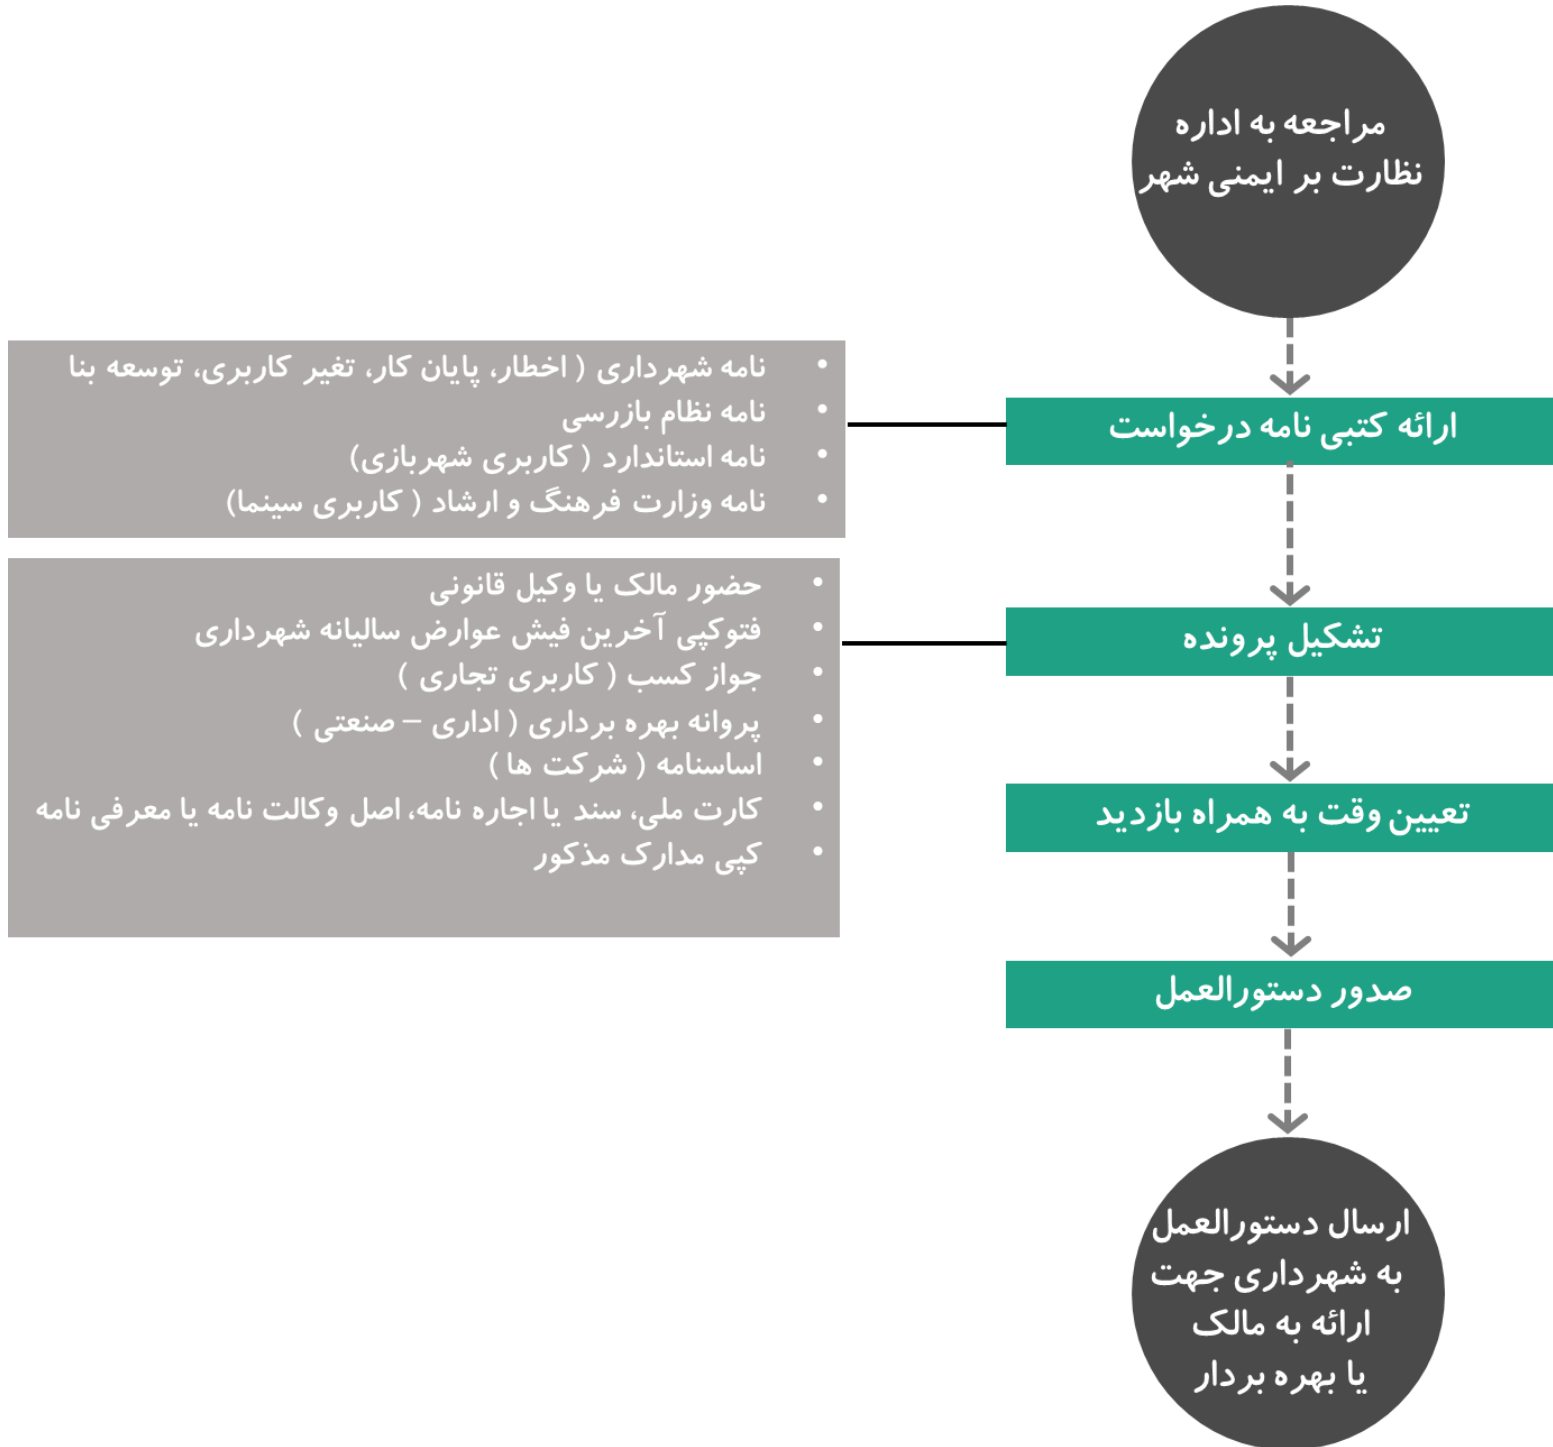 مراجعه به اداره
نظارت بر ایمنی شهر
ارائه کتبی نامه درخواست
• نامه شهرداری ( اخطار، پایان کار، تغیر کاربری، توسعه بنا
• نامه نظام بازرسی
• نامه استاندارد ( کاربری شهربازی)
• نامه وزارت فرهنگ و ارشاد ( کاربری سینما)
تشکیل پرونده
• حضور مالک یا وکیل قانونی
• فتوکپی آخرین فیش عوارض سالیانه شهرداری
• جواز کسب ( کاربری تجاری )
• پروانه بهره برداری ( اداری – صنعتی )
• اساسنامه ( شرکت ها )
• کارت ملی، سند یا اجاره نامه، اصل وکالت نامه یا معرفی نامه
• کپی مدارک مذکور
تعیین وقت به همراه بازدید
صدور دستورالعمل
ارسال دستورالعمل
به شهرداری جهت
ارائه به مالک
یا بهره بردار